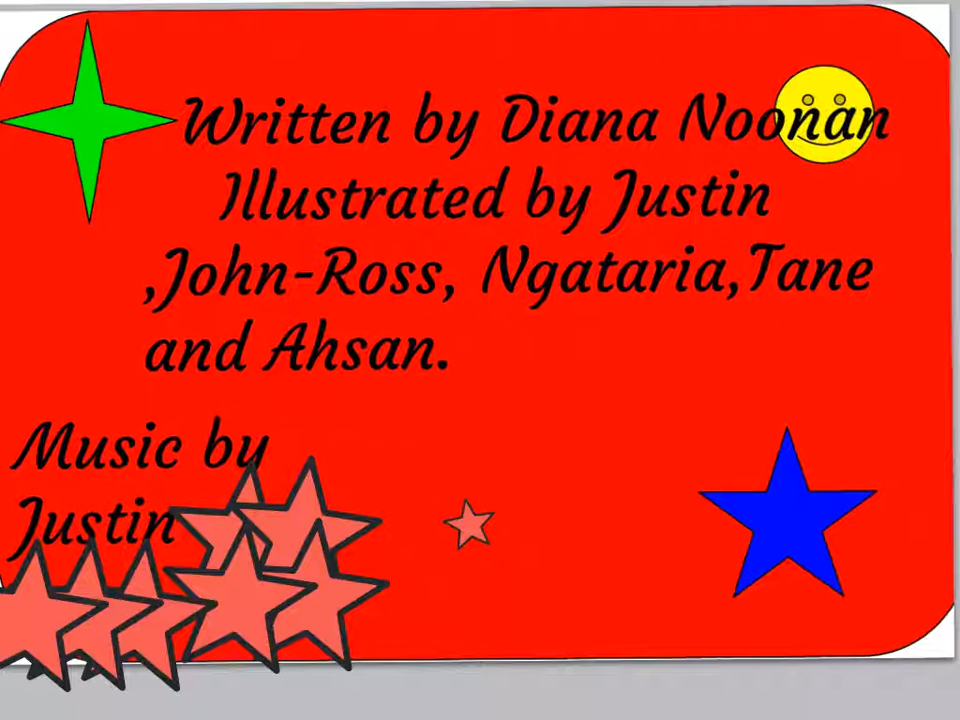 Written by Diana Noonan
Illustrated by Justin
,John-Ross, Ngataria,Tane
and Ahsan.
Music by
Justin